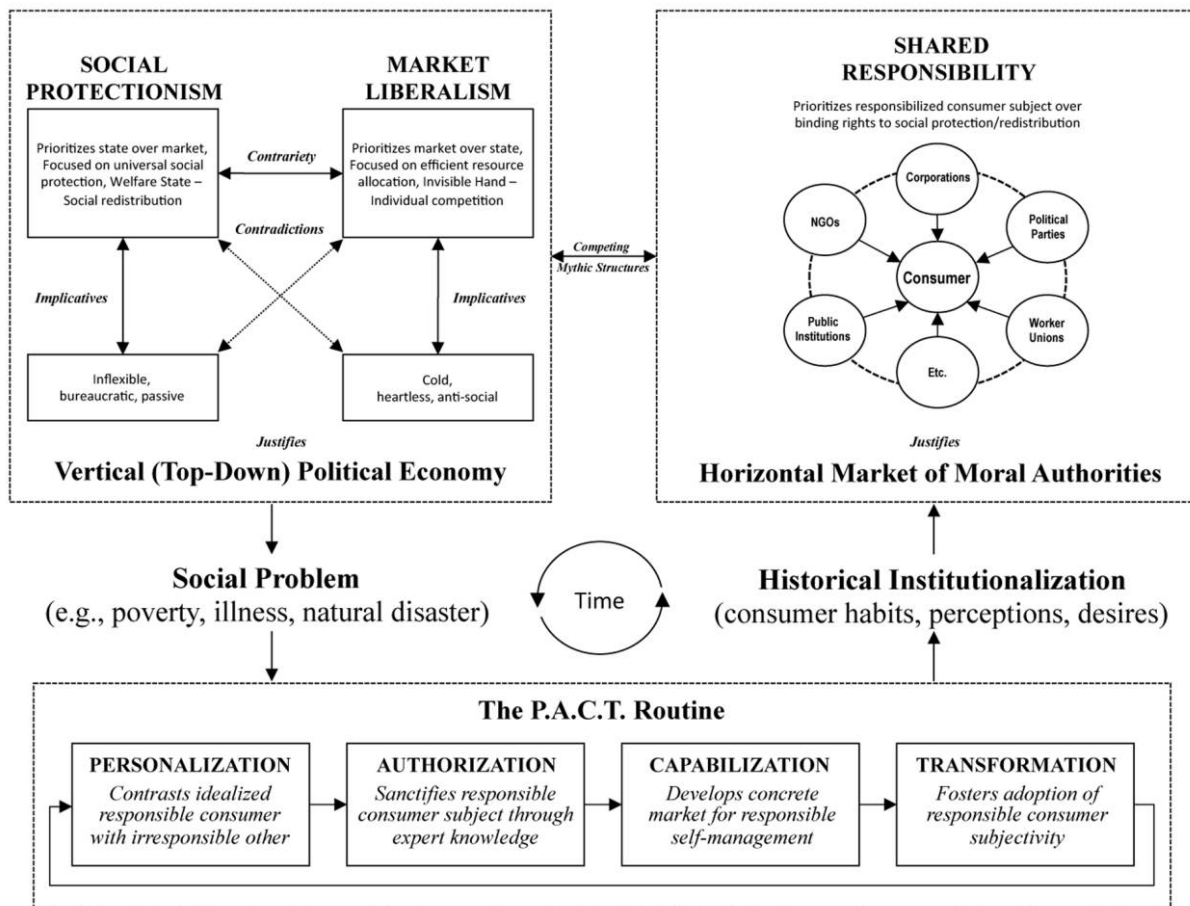 SOCIAL
PROTECTIONISM
MARKET
LIBERALISM
Prioritizes state over market,
Focused on universal social
protection, Welfare State –
Social redistribution
Contrariety
Prioritizes market over state,
Focused on efficient resource
allocation, Invisible Hand –
Individual competition
Contradictions
Implicatives
Implicatives
Inflexible,
bureaucratic, passive
Cold,
heartless, anti-social
Justifies
Vertical (Top-Down) Political Economy
Competing
Mythic Structures
SHARED
RESPONSIBILITY
Prioritizes responsibilized consumer subject over
binding rights to social protection/redistribution
Corporations
NGOs
Political
Parties
Consumer
Public
Institutions
Worker
Unions
Etc.
Justifies
Horizontal Market of Moral Authorities
Social Problem
(e.g., poverty, illness, natural disaster)
Time
Historical Institutionalization
(consumer habits, perceptions, desires)
The P.A.C.T. Routine
PERSONALIZATION
Contrasts idealized
responsible consumer
with irresponsible other
AUTHORIZATION
Sanctifies responsible
consumer subject through
expert knowledge
CAPABILIZATION
Develops concrete
market for responsible
self-management
TRANSFORMATION
Fosters adoption of
responsible consumer
subjectivity